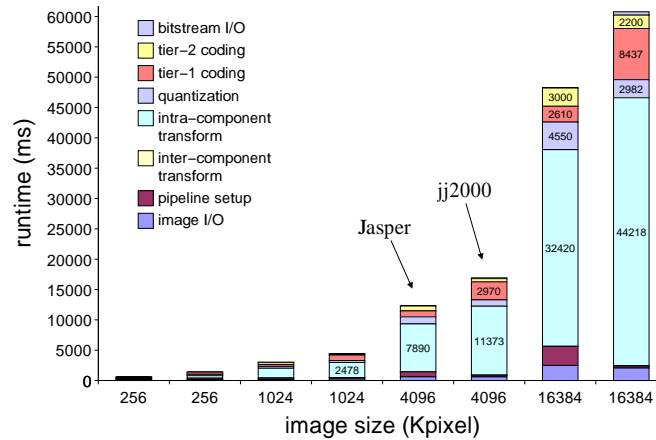 60000
55000
50000
45000
40000
35000
30000
25000
20000
15000
10000
5000
0
runtime (ms)
bitstream I/O
tier−2 coding
tier−1 coding
quantization
intra−component
transform
inter−component
transform
pipeline setup
image I/O
Jasper
jj2000
2478
7890
2970
11373
3000
2610
4550
32420
2200
8437
2982
44218
256 256 1024 1024 4096 4096 16384 16384
image size (Kpixel)